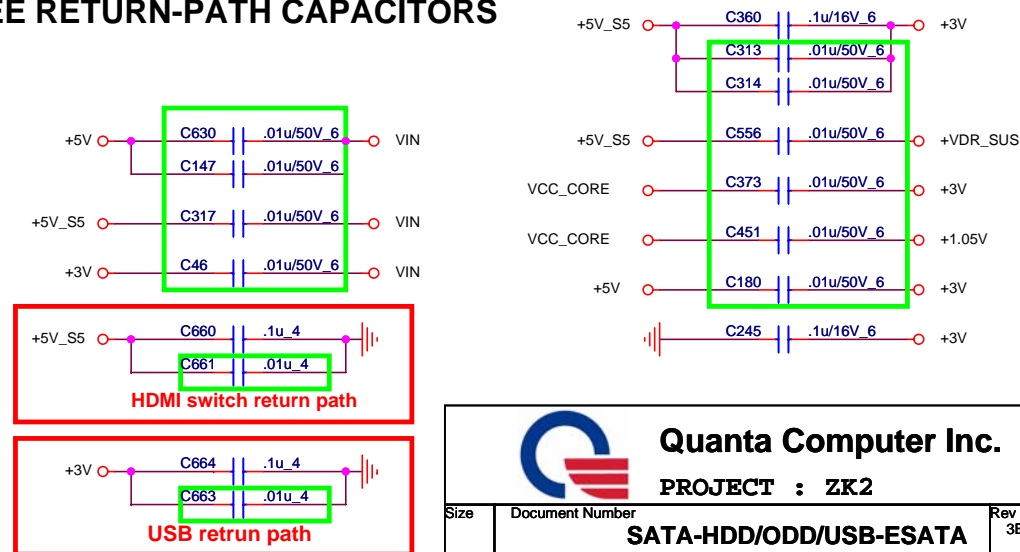 EE RETURN-PATH CAPACITORS
+5V C630 .01u/50V_6 VIN
C147 .01u/50V_6
+5V_S5 C317 .01u/50V_6 VIN
+3V C46 .01u/50V_6 VIN
+5V_S5 C660 .1u_4
C661 .01u_4
HDMI switch return path
+3V C664 .1u_4
C663 .01u_4
USB retrun path
+5V_S5 C360 .1u/16V_6 +3V
C313 .01u/50V_6
C314 .01u/50V_6
+5V_S5 C556 .01u/50V_6 +VDR_SUS
VCC_CORE C373 .01u/50V_6 +3V
VCC_CORE C451 .01u/50V_6 +1.05V
+5V C180 .01u/50V_6 +3V
C245 .1u/16V_6 +3V
Quanta Computer Inc.
PROJECT : ZK2
Size Document Number Rev
SATA-HDD/ODD/USB-ESATA 3B